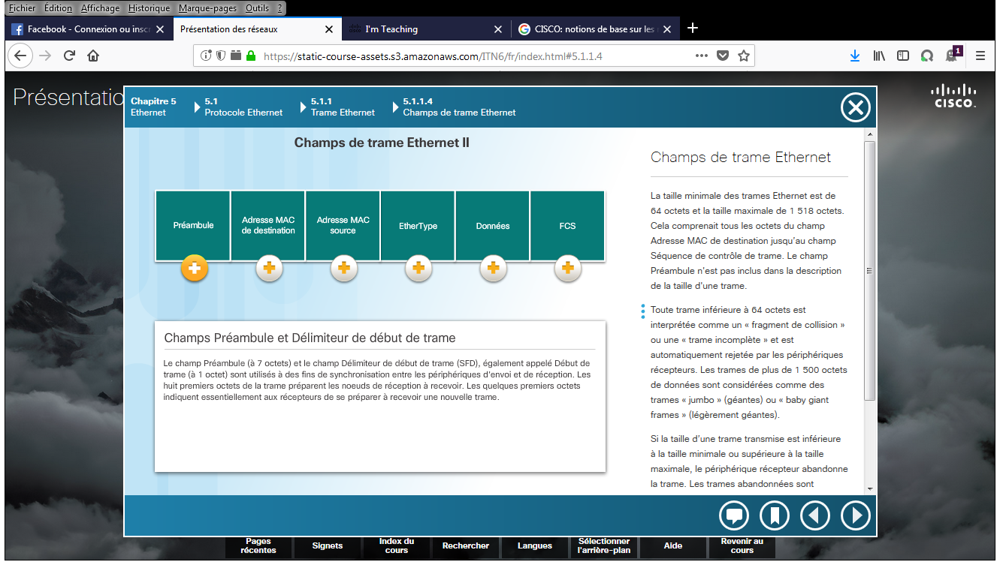 Fichier Édition Affichage Historique Marque-pages Outils ?
Facebook - Connexion ou inscr
Présentation des réseaux
I'm Teaching
CISCO: notions de base sur les r
https://static-course-assets.s3.amazonaws.com/ITN6/fr/index.html#5.1.1.4
1
Présentatio
CISCO
Chapitre 5
Ethernet
5.1
Protocole Ethernet
5.1.1
Trame Ethernet
5.1.1.4
Champs de trame Ethernet
Champs de trame Ethernet II
Préambule
Adresse MAC
de destination
Adresse MAC
source
EtherType
Données
FCS
Champs Préambule et Délimiteur de début de trame
Le champ Préambule (à 7 octets) et le champ Délimiteur de début de trame (SFD), également appelé Début de
trame (à 1 octet) sont utilisés à des fins de synchronisation entre les périphériques d'envoi et de réception. Les
huit premiers octets de la trame préparent les noeuds de réception à recevoir. Les quelques premiers octets
indiquent essentiellement aux récepteurs de se préparer à recevoir une nouvelle trame.
Champs de trame Ethernet
La taille minimale des trames Ethernet est de
64 octets et la taille maximale de 1 518 octets.
Cela comprenait tous les octets du champ
Adresse MAC de destination jusqu'au champ
Séquence de contrôle de trame. Le champ
Préambule n'est pas inclus dans la description
de la taille d'une trame.
Toute trame inférieure à 64 octets est
interprétée comme un « fragment de collision »
ou une « trame incomplète » et est
automatiquement rejetée par les périphériques
récepteurs. Les trames de plus de 1 500 octets
de données sont considérées comme des
trames « jumbo » (géantes) ou « baby giant
frames » (légèrement géantes).
Si la taille d'une trame transmise est inférieure
à la taille minimale ou supérieure à la taille
maximale, le périphérique récepteur abandonne
la trame. Les trames abandonnées sont
Pages
récentes
Signets
Index du
cours
Rechercher
Langues
Sélectionner
l'arrière-plan
Aide
Revenir au
cours